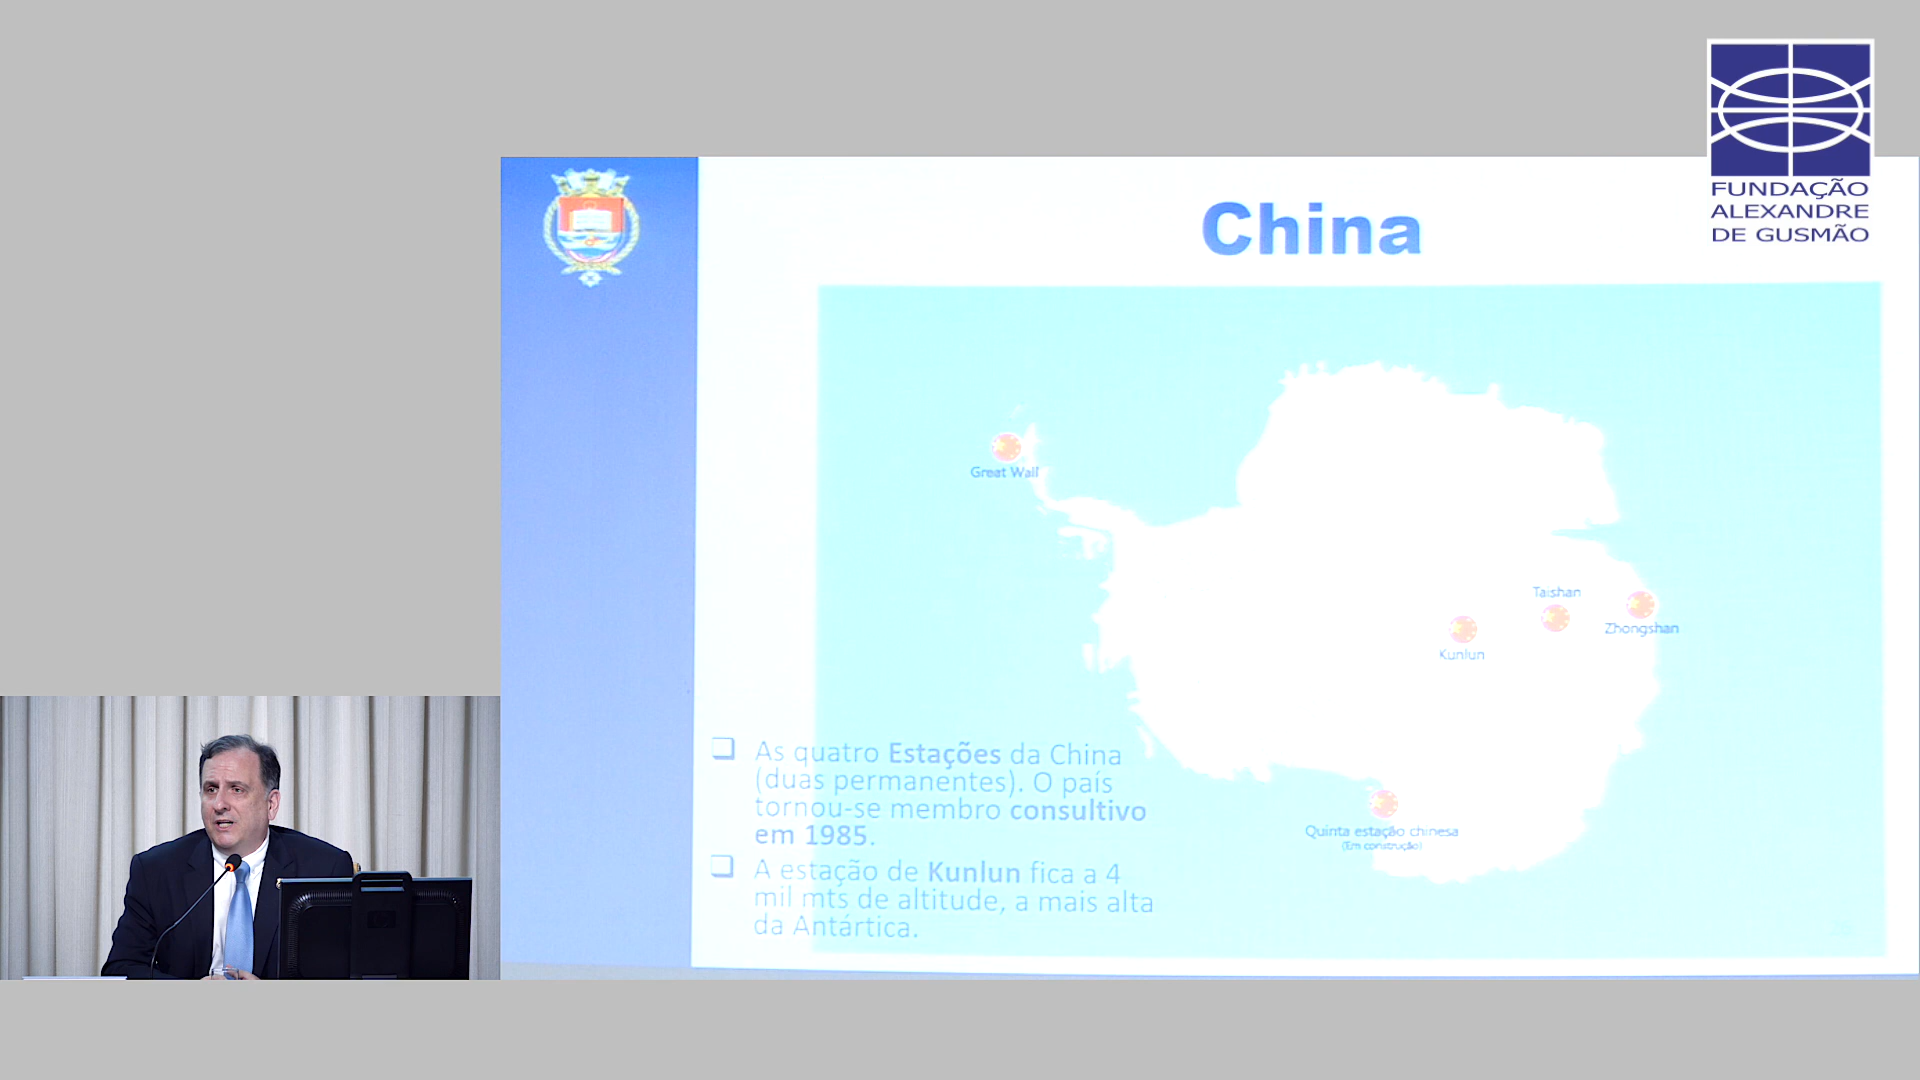 FUNDAÇÃO
ALEXANDRE
DE GUSMÃO
China
Great Wall
Taishan
Zhongshan
Kunlun
Quinta estação chinesa
(Em construção)
As quatro Estações da China
(duas permanentes). O país
tornou-se membro consultivo
em 1985.
A estação de Kunlun fica a 4
mil mts de altitude, a mais alta
da Antártica.